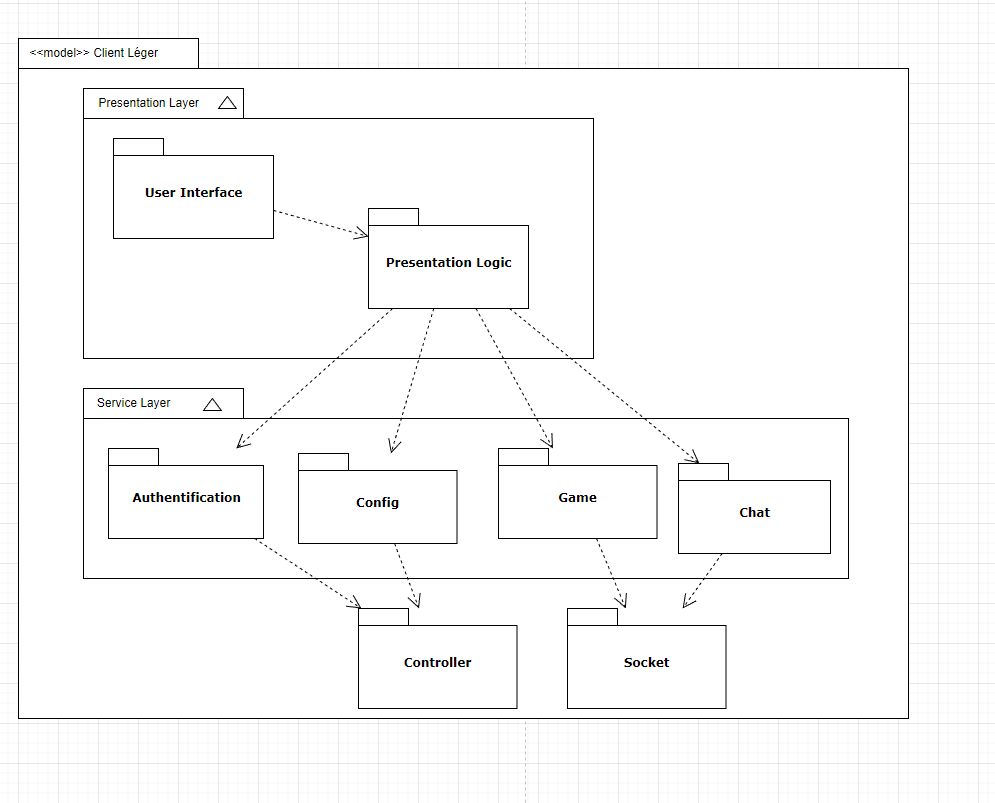 <<model>> Client Léger
Presentation Layer
User Interface
Presentation Logic
Service Layer
Authentification
Config
Game
Chat
Controller
Socket